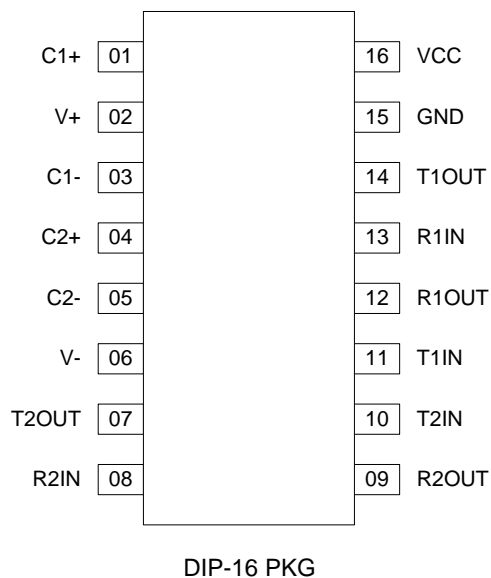 C1+ 01 16 VCC
V+ 02 15 GND
C1- 03 14 T1OUT
C2+ 04 13 R1IN
C2- 05 12 R1OUT
V- 06 11 T1IN
T2OUT 07 10 T2IN
R2IN 08 09 R2OUT
DIP-16 PKG